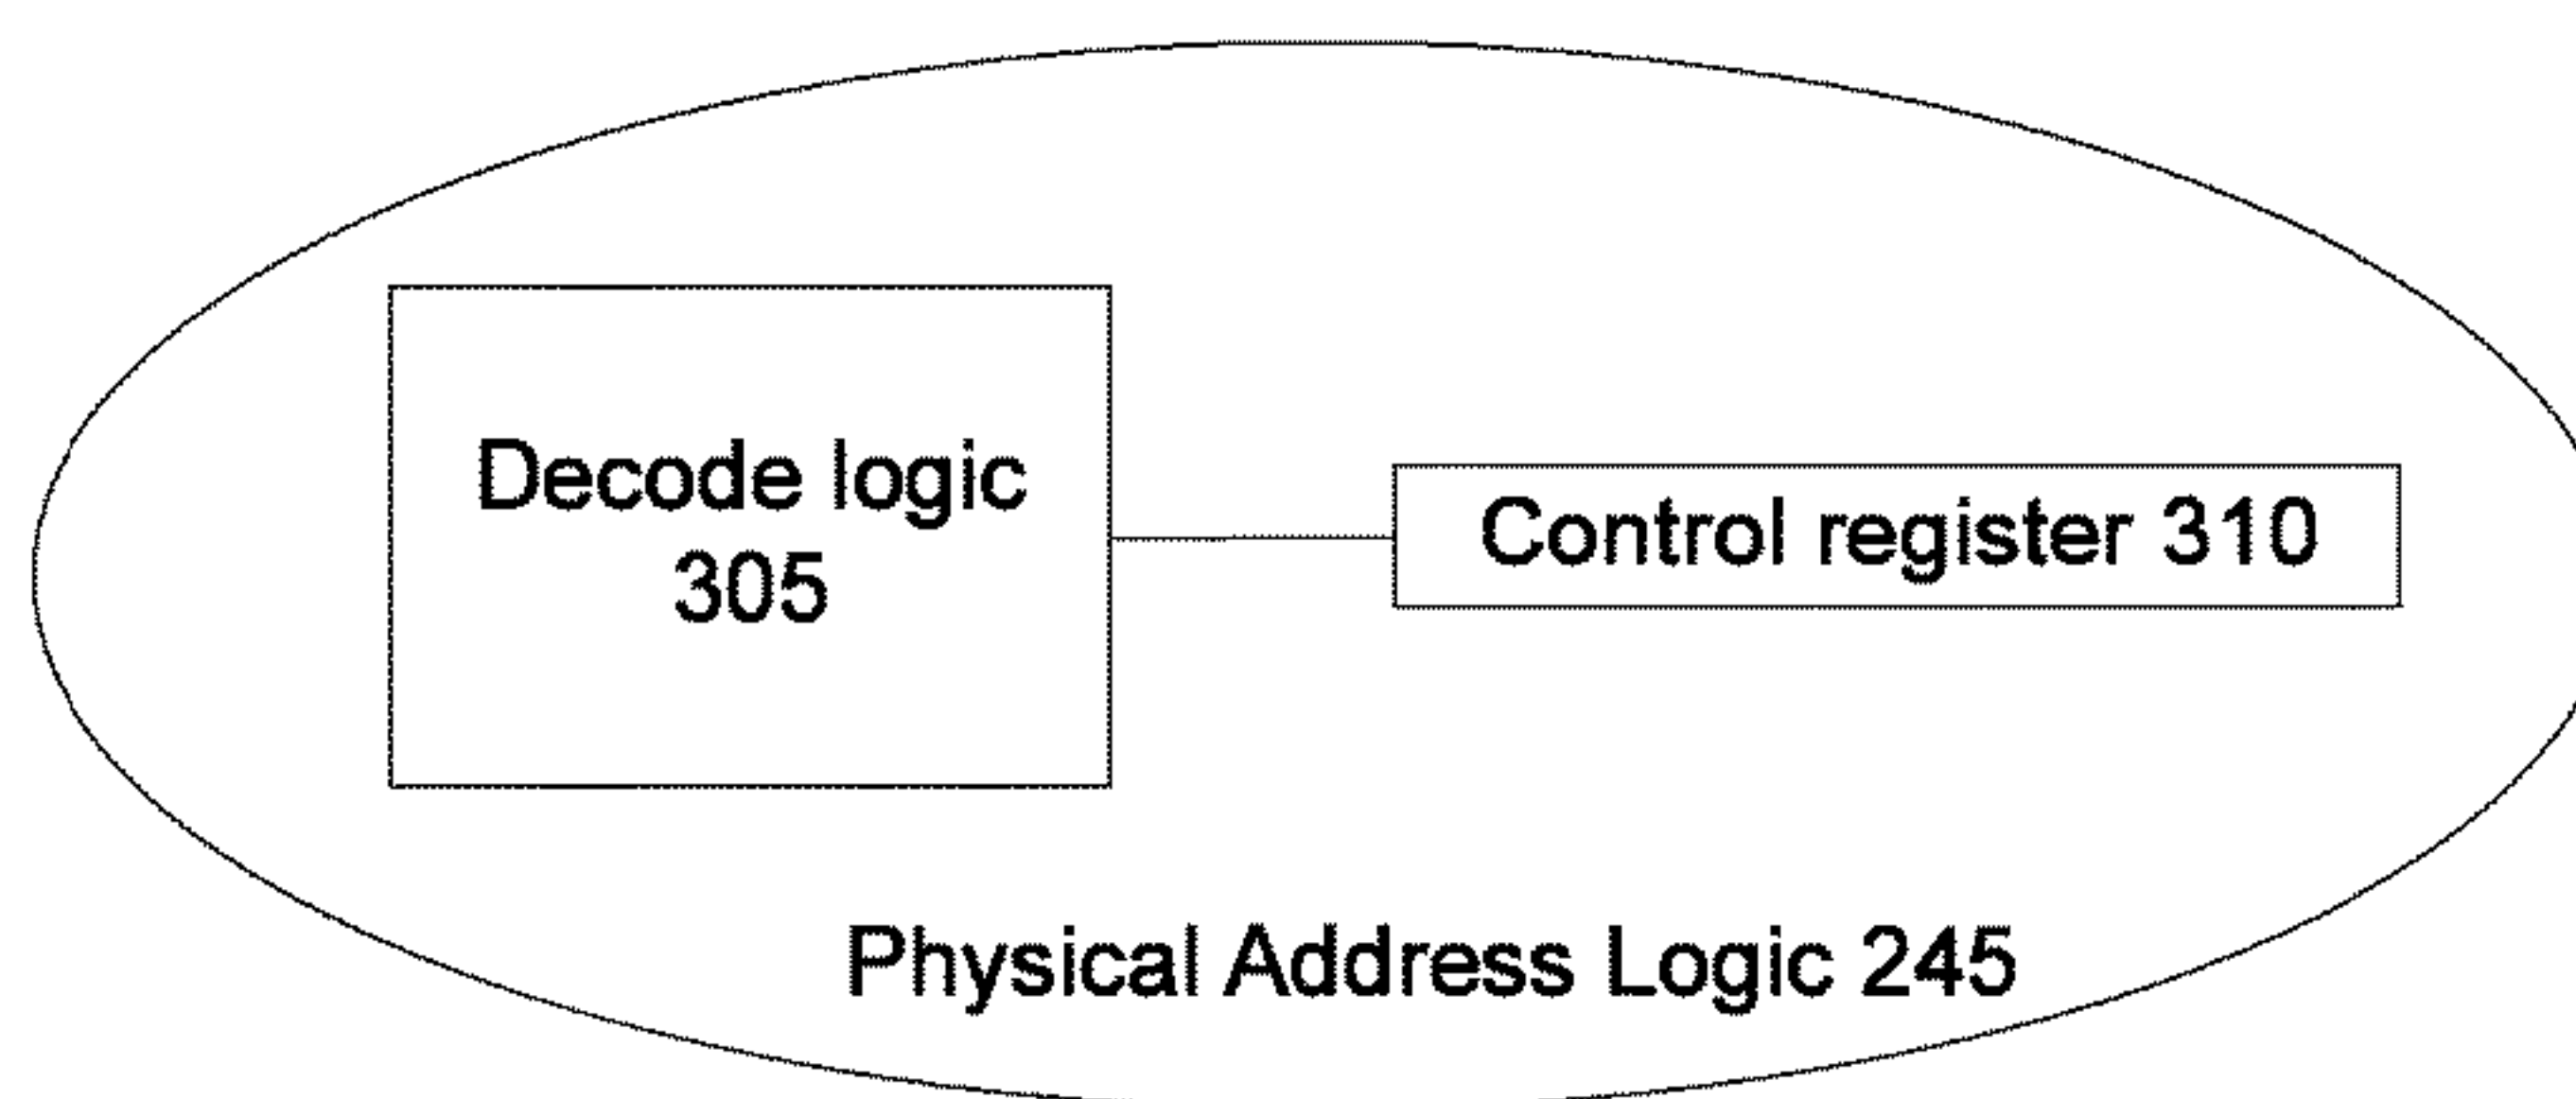 Decode logic
305
Control register 310
Physical Address Logic 245